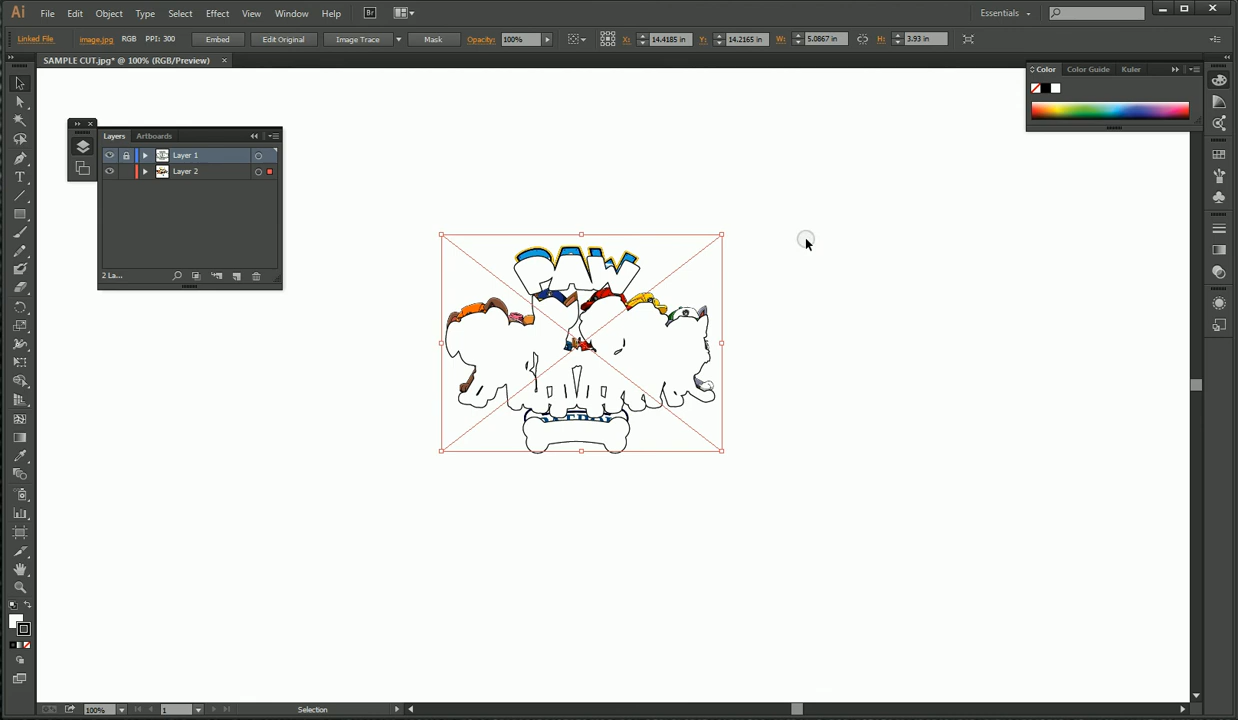 Ai File Edit Object Type Select Effect View Window Help Br Essentials
Linked File image.jpg RGB PPI: 300 Embed Edit Original Image Trace Mask Opacity: 100% X: 14.4185 in Y: 14.2165 in W: 5.0867 in H: 3.93 in
SAMPLE CUT.jpg* @ 100% (RGB/Preview)
Color Color Guide Kuler
Layers Artboards
Layer 1
Layer 2
2 La...
PAW
100% 1 Selection